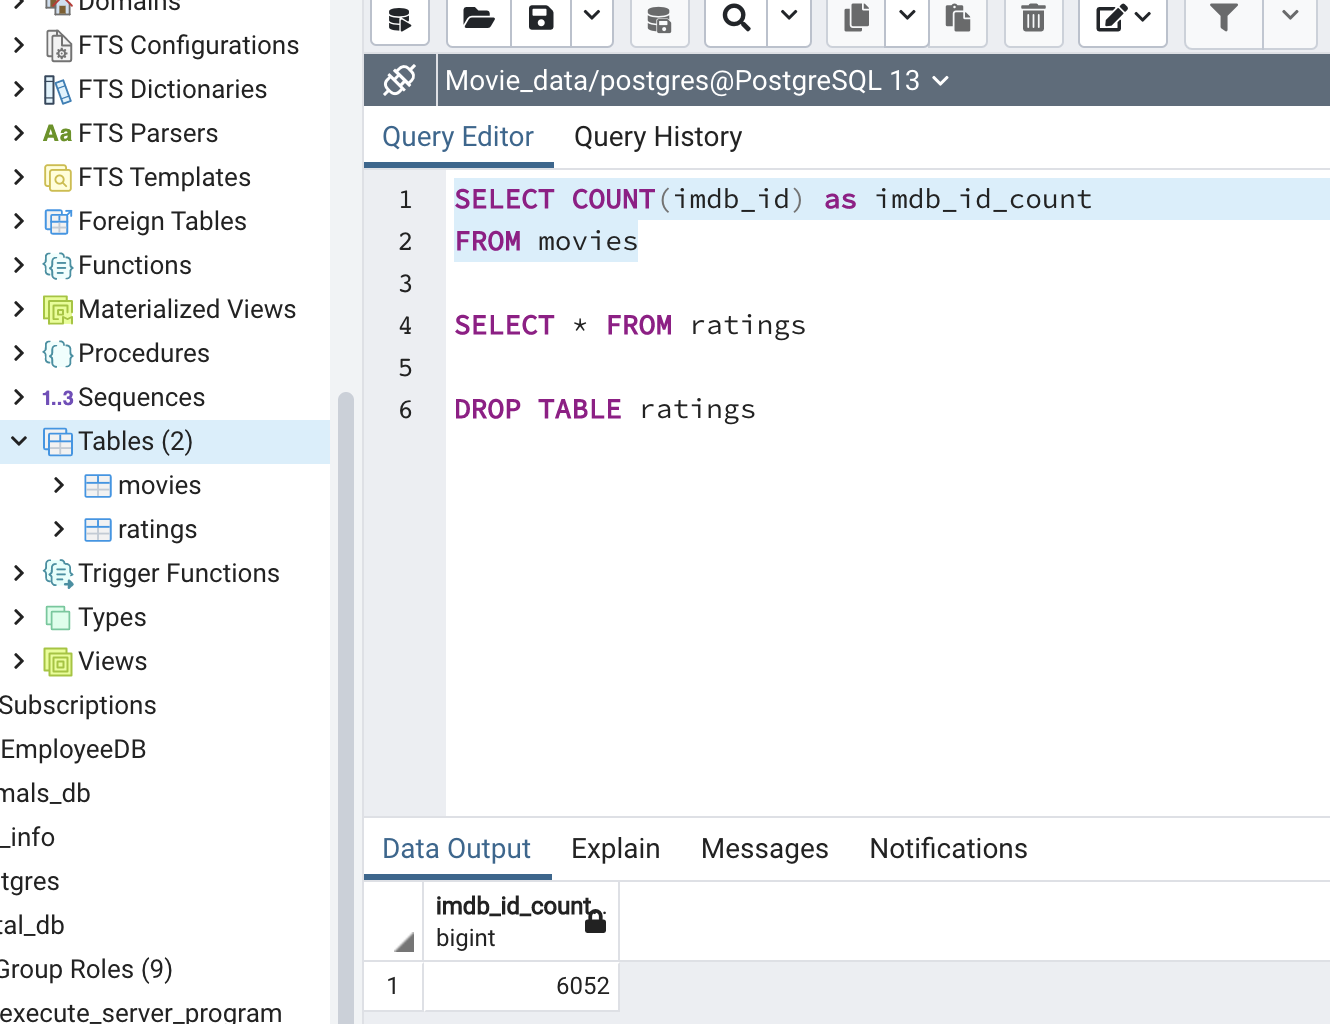 Domains
FTS Configurations
FTS Dictionaries
Aa FTS Parsers
FTS Templates
Foreign Tables
Functions
Materialized Views
Procedures
1..3 Sequences
Tables (2)
movies
ratings
Trigger Functions
Types
Views
Subscriptions
EmployeeDB
mals_db
_info
tgres
tal_db
Group Roles (9)
execute_server_program
Movie_data/postgres@PostgreSQL 13
Query Editor Query History
1 SELECT COUNT(imdb_id) as imdb_id_count
2 FROM movies
3
4 SELECT * FROM ratings
5
6 DROP TABLE ratings
Data Output Explain Messages Notifications
imdb_id_count
bigint
1 6052